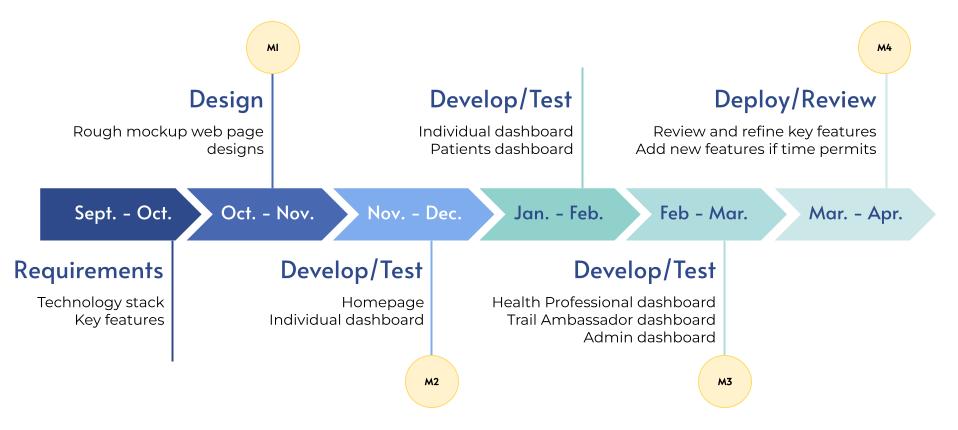 M1
M4
Design
Rough mockup web page
designs
Develop/Test
Individual dashboard
Patients dashboard
Deploy/Review
Review and refine key features
Add new features if time permits
Sept. - Oct.
Oct. - Nov.
Nov. - Dec.
Jan. - Feb.
Feb - Mar.
Mar. - Apr.
Requirements
Technology stack
Key features
Develop/Test
Homepage
Individual dashboard
Develop/Test
Health Professional dashboard
Trail Ambassador dashboard
Admin dashboard
M2
M3